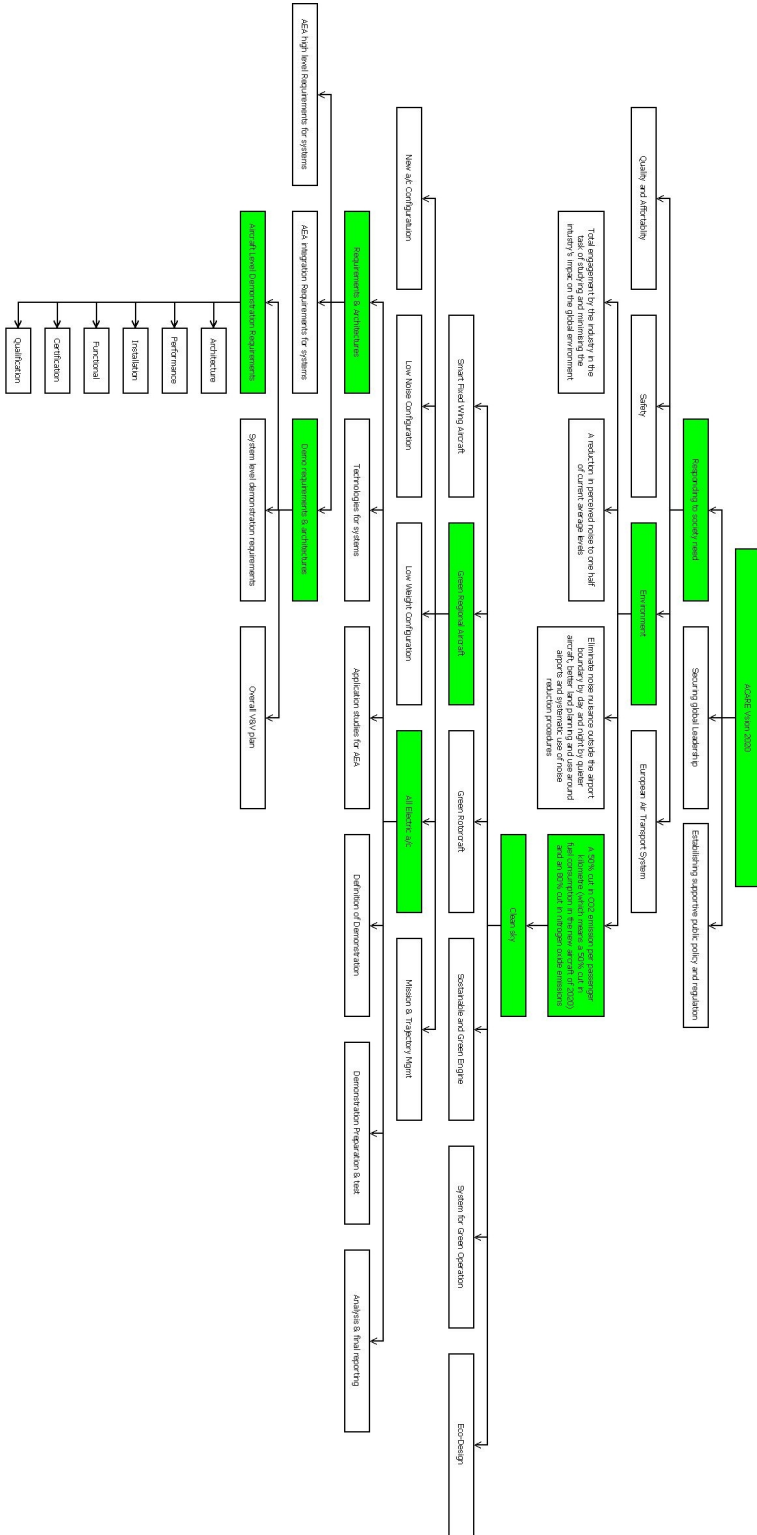 ACARE Vsion 2020
Responding to society need
Securing global Leadership
Estabilishing supportive public policy and regulation
Quality and Affortablity
Safety
Environment
European Air Transport System
Total engagement by the industry in the
task of studying and minimising the
industry's impac on the global environment
A reduction in perceived noise to one half
of current average levels
Eliminate noise nuisance outside the airport
boundary by day and night by quieter
aircraft, better land planning and use around
airports and systematic use of noise
reduction procedures
A 50% cut in CO2 emission per passenger
kilometre (which means a 50% cut in
fuel consumption in the new aircraft of 2020)
and an 80% cut in nitrogen oxide emissions
Clean sky
Smart Fixed Wing Aircraft
Green Regional Aircraft
Green Rotorcraft
Sostainable and Green Engine
System for Green Operation
Eco-Design
New a/c Configuratuion
Low Noise Configuration
Low Weight Configuration
All Electric a/c
Mission & Trajectory Mgmt
Requirements & Architectures
Technologies for systems
Application studies for AEA
Definition of Demonstration
Demonstration Preparation & test
Analysis & final reporting
AEA high level Requirements for systems
AEA integration Requirements for systems
Demo requirements & architectures
Aircraft Level Demonstration Requirements
System level demonstration requirements
Overall V&V plan
Architecture
Performance
Installation
Functional
Certification
Qualification